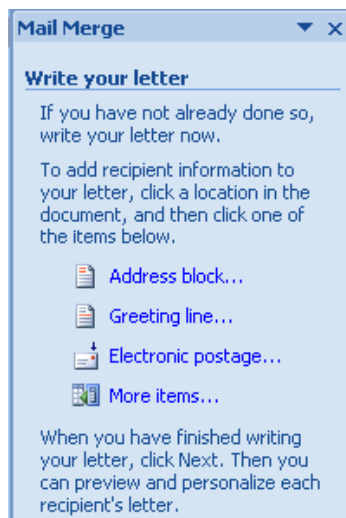 Mail Merge
Write your letter
If you have not already done so,
write your letter now.
To add recipient information to
your letter, click a location in the
document, and then click one of
the items below.
Address block...
Greeting line...
Electronic postage...
More items...
When you have finished writing
your letter, click Next. Then you
can preview and personalize each
recipient's letter.